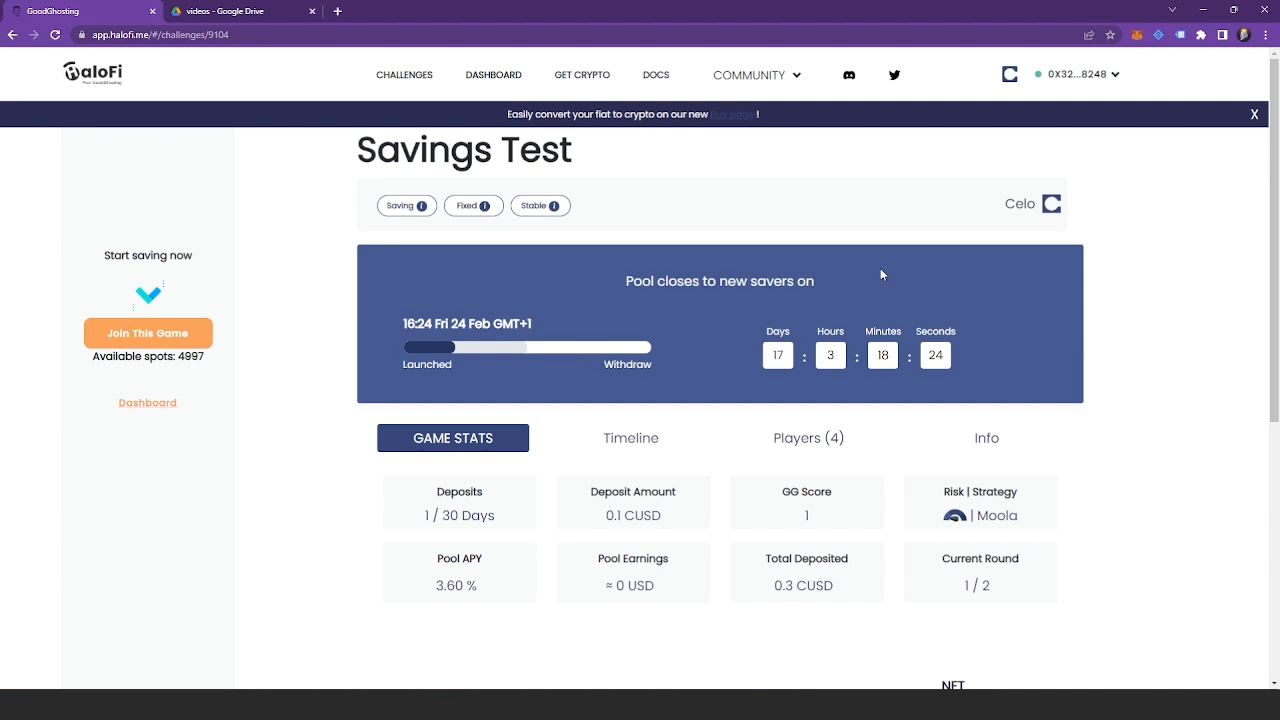 GoodGhosting
videos - Google Drive
app.halofi.me/#/challenges/9104
HaloFi
CHALLENGES
DASHBOARD
GET CRYPTO
DOCS
COMMUNITY
0X32...8248
Easily convert your fiat to crypto on our new Buy page !
X
Savings Test
Saving i
Fixed i
Stable i
Celo
Start saving now
Join This Game
Available spots: 4997
Dashboard
Pool closes to new savers on
16:24 Fri 24 Feb GMT+1
Launched
Withdraw
Days
Hours
Minutes
Seconds
17 : 3 : 18 : 24
GAME STATS
Timeline
Players (4)
Info
Deposits
1 / 30 Days
Deposit Amount
0.1 CUSD
GG Score
1
Risk | Strategy
| Moola
Pool APY
3.60 %
Pool Earnings
≈ 0 USD
Total Deposited
0.3 CUSD
Current Round
1 / 2
NFT